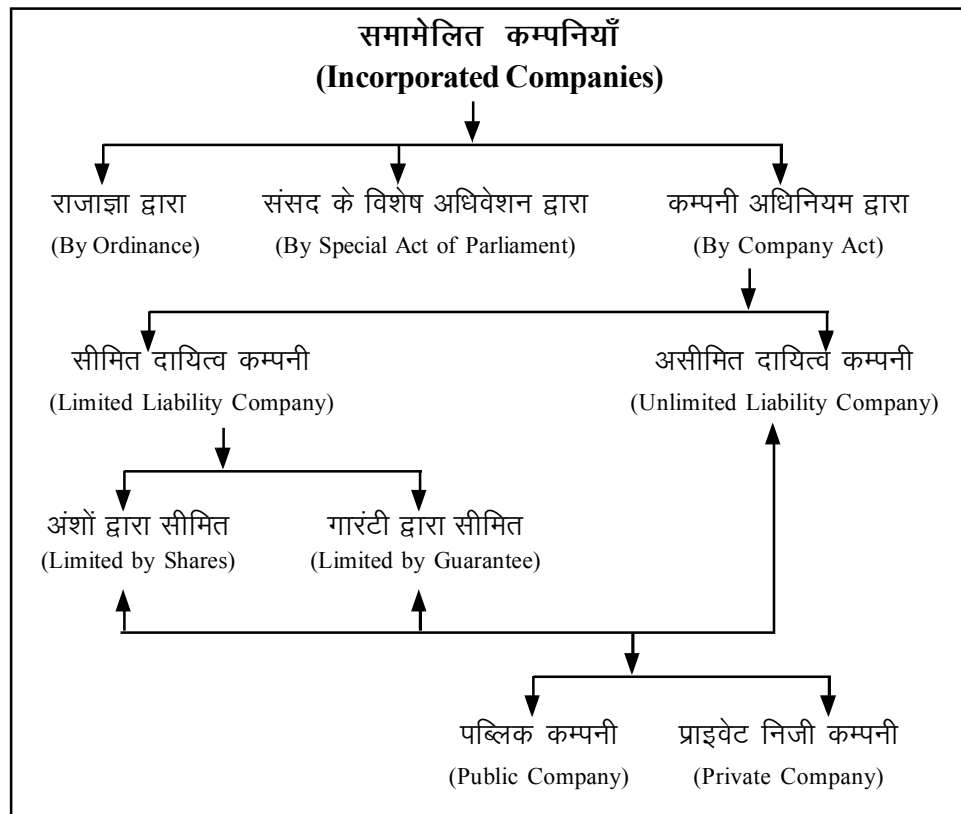 समामेलित कम्पनियाँ
(Incorporated Companies)
राजाज्ञा द्वारा
(By Ordinance)
संसद के विशेष अधिवेशन द्वारा
(By Special Act of Parliament)
कम्पनी अधिनियम द्वारा
(By Company Act)
सीमित दायित्व कम्पनी
(Limited Liability Company)
असीमित दायित्व कम्पनी
(Unlimited Liability Company)
अंशों द्वारा सीमित
(Limited by Shares)
गारंटी द्वारा सीमित
(Limited by Guarantee)
पब्लिक कम्पनी
(Public Company)
प्राइवेट निजी कम्पनी
(Private Company)